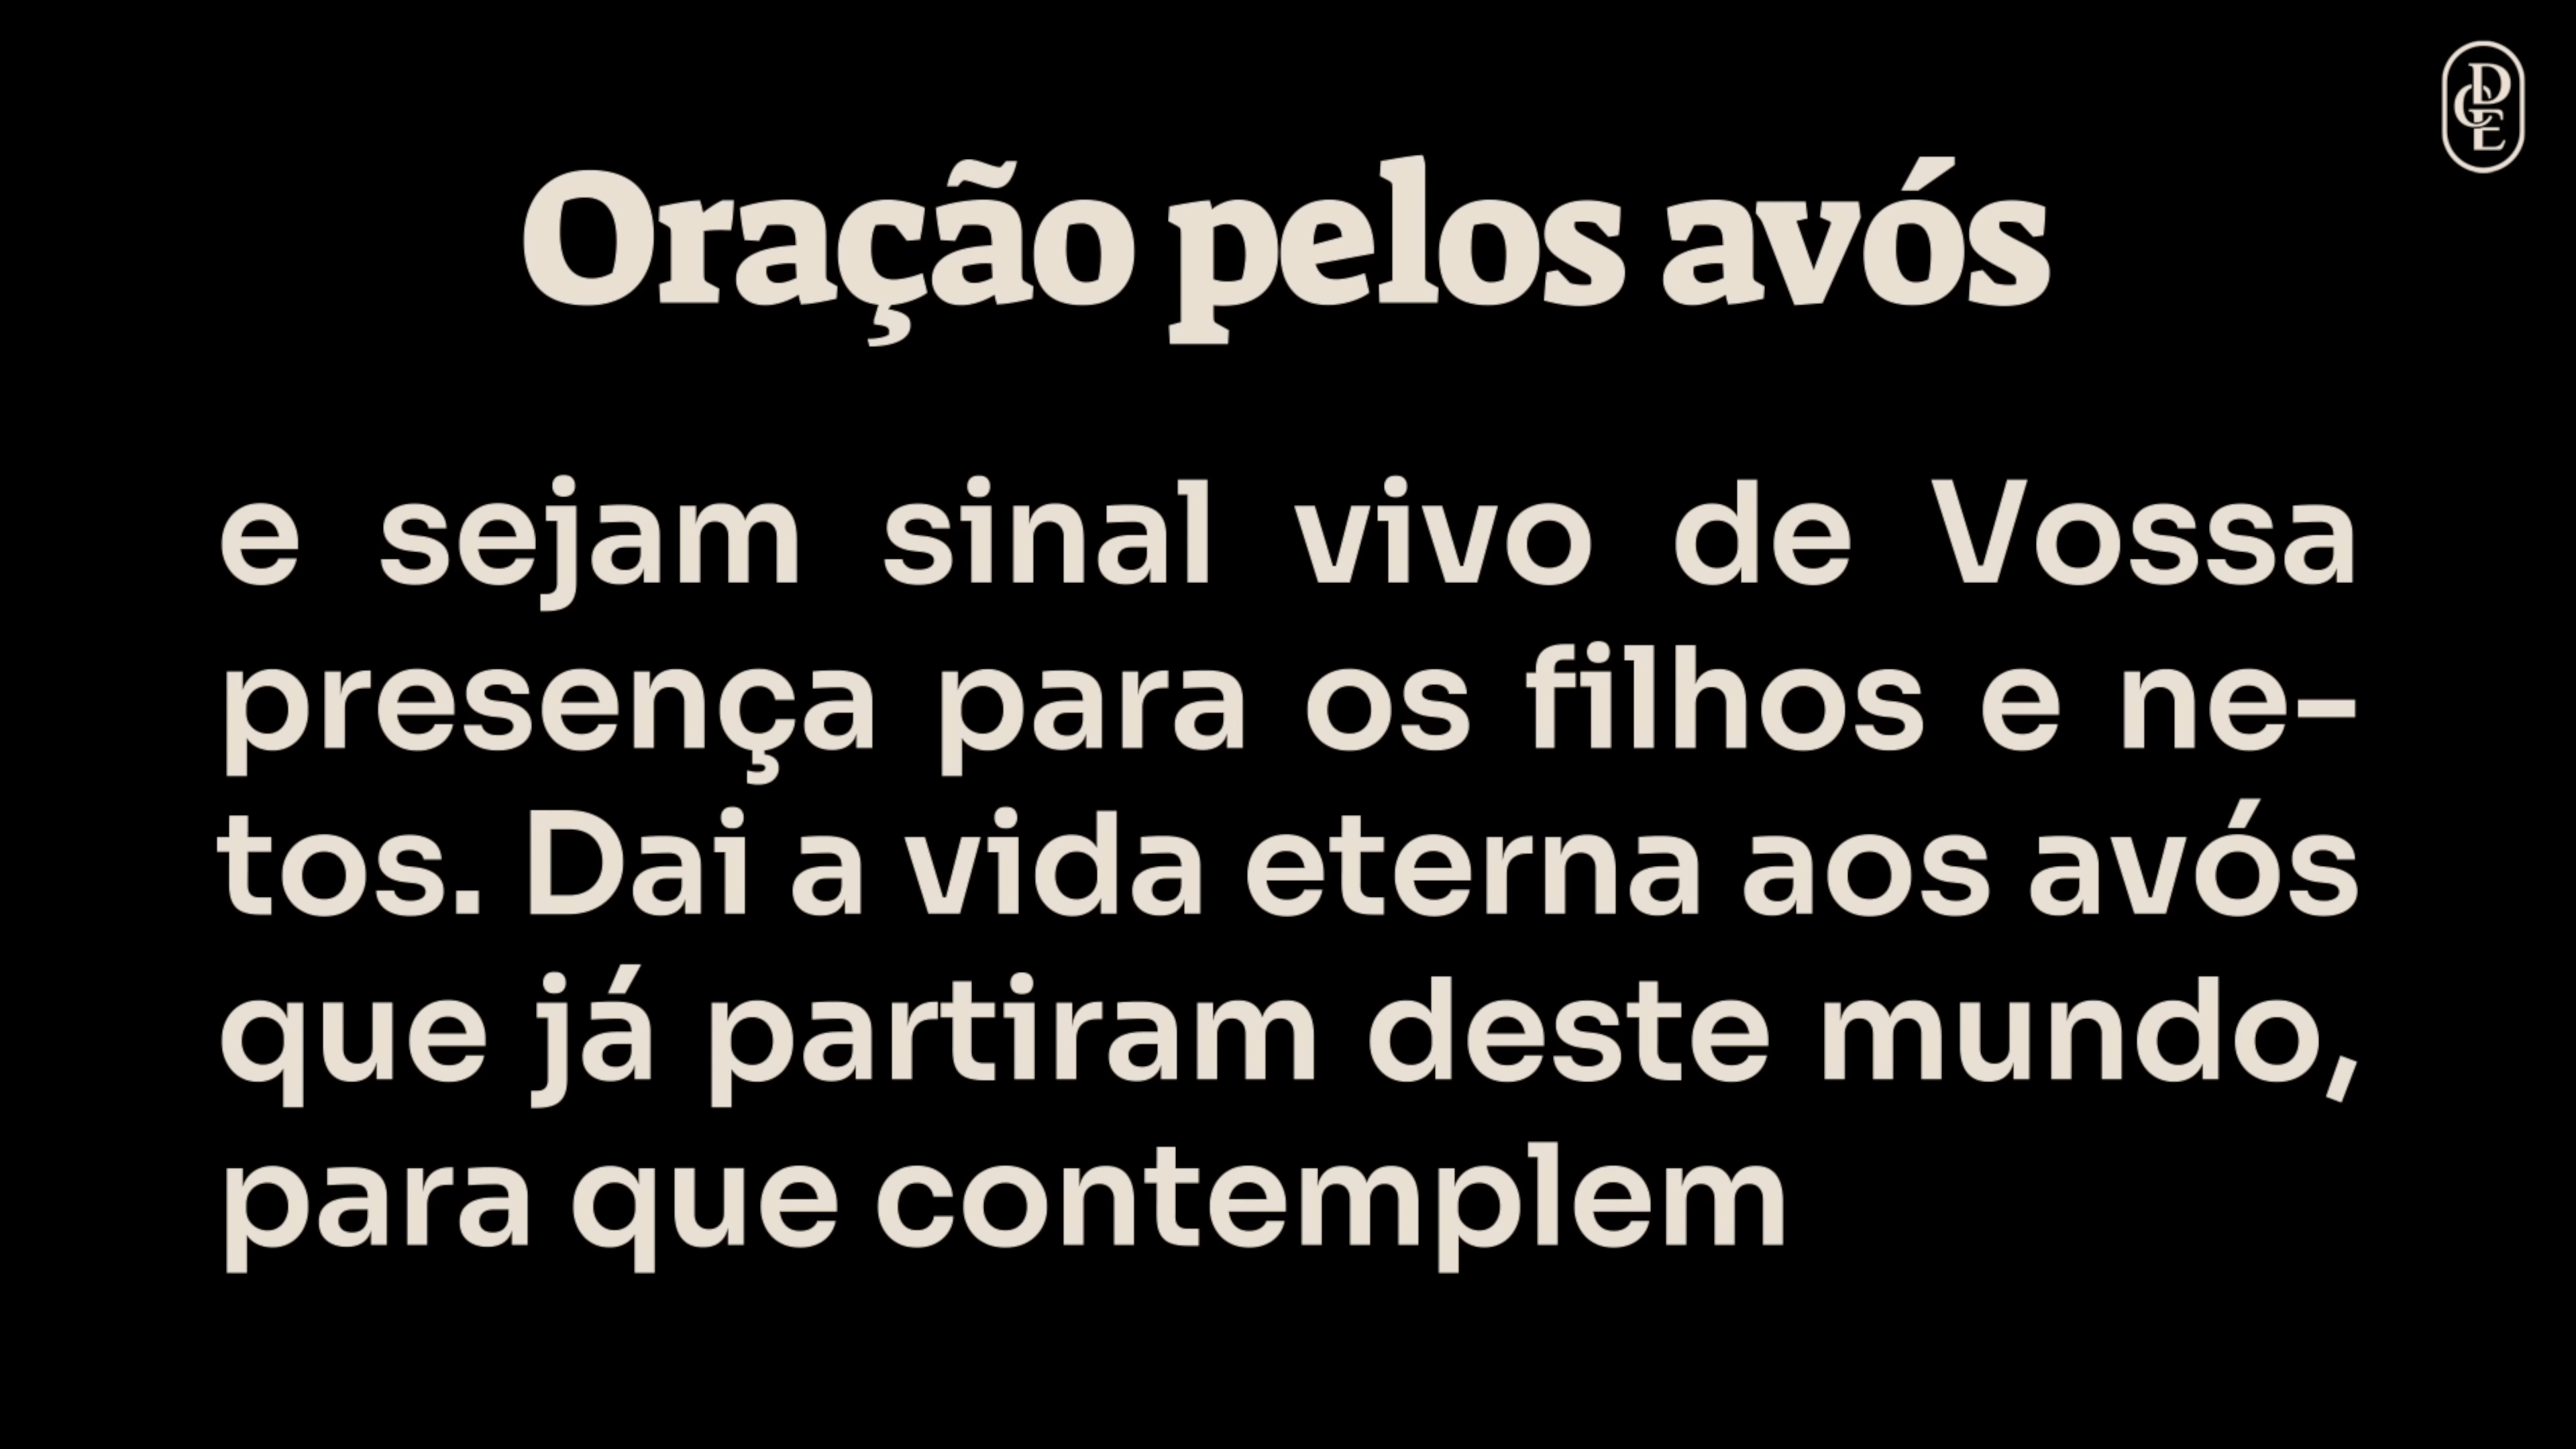 Oração pelos avós
DCE
e sejam sinal vivo de Vossa
presença para os filhos e ne-
tos. Dai a vida eterna aos avós
que já partiram deste mundo,
para que contemplem